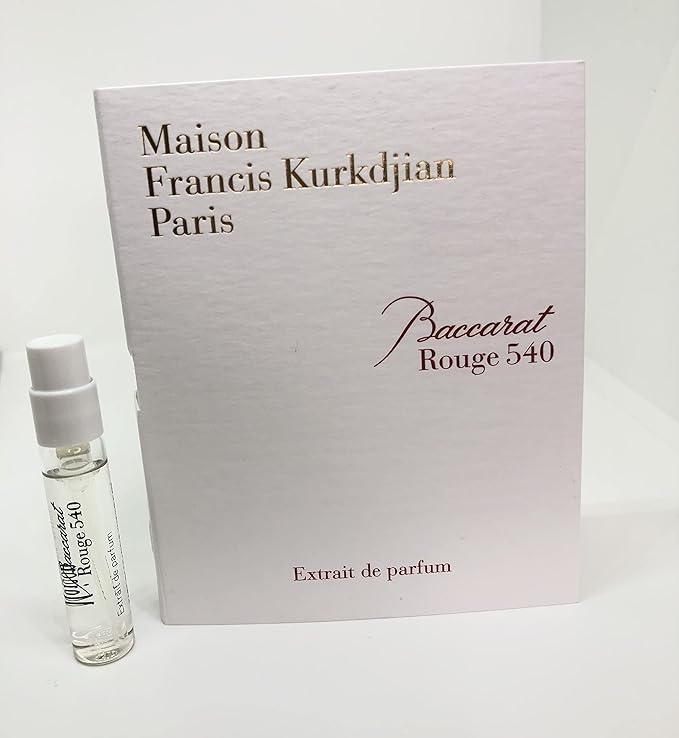 Maison
Francis Kurkdjian
Paris
Baccarat
Rouge 540
Extrait de parfum
Baccarat
Rouge 540
Extrait de parfum